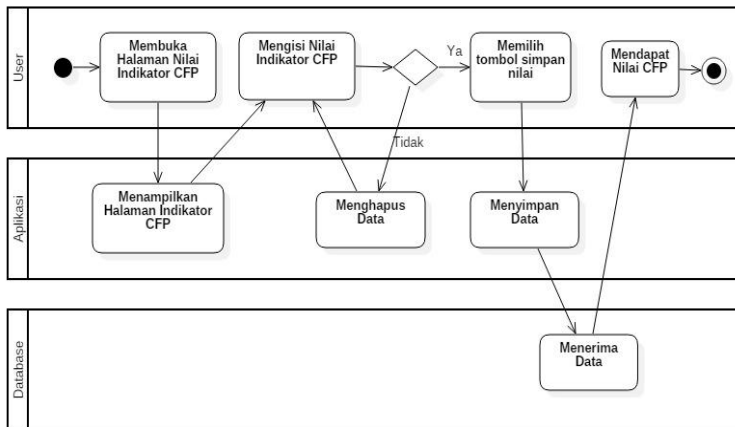 User
Membuka
Halaman Nilai
Indikator CFP
Mengisi Nilai
Indikator CFP
Ya
Memilih
tombol simpan
nilai
Mendapat
Nilai CFP
Tidak
Aplikasi
Menampilkan
Halaman Indikator
CFP
Menghapus
Data
Menyimpan
Data
Database
Menerima
Data